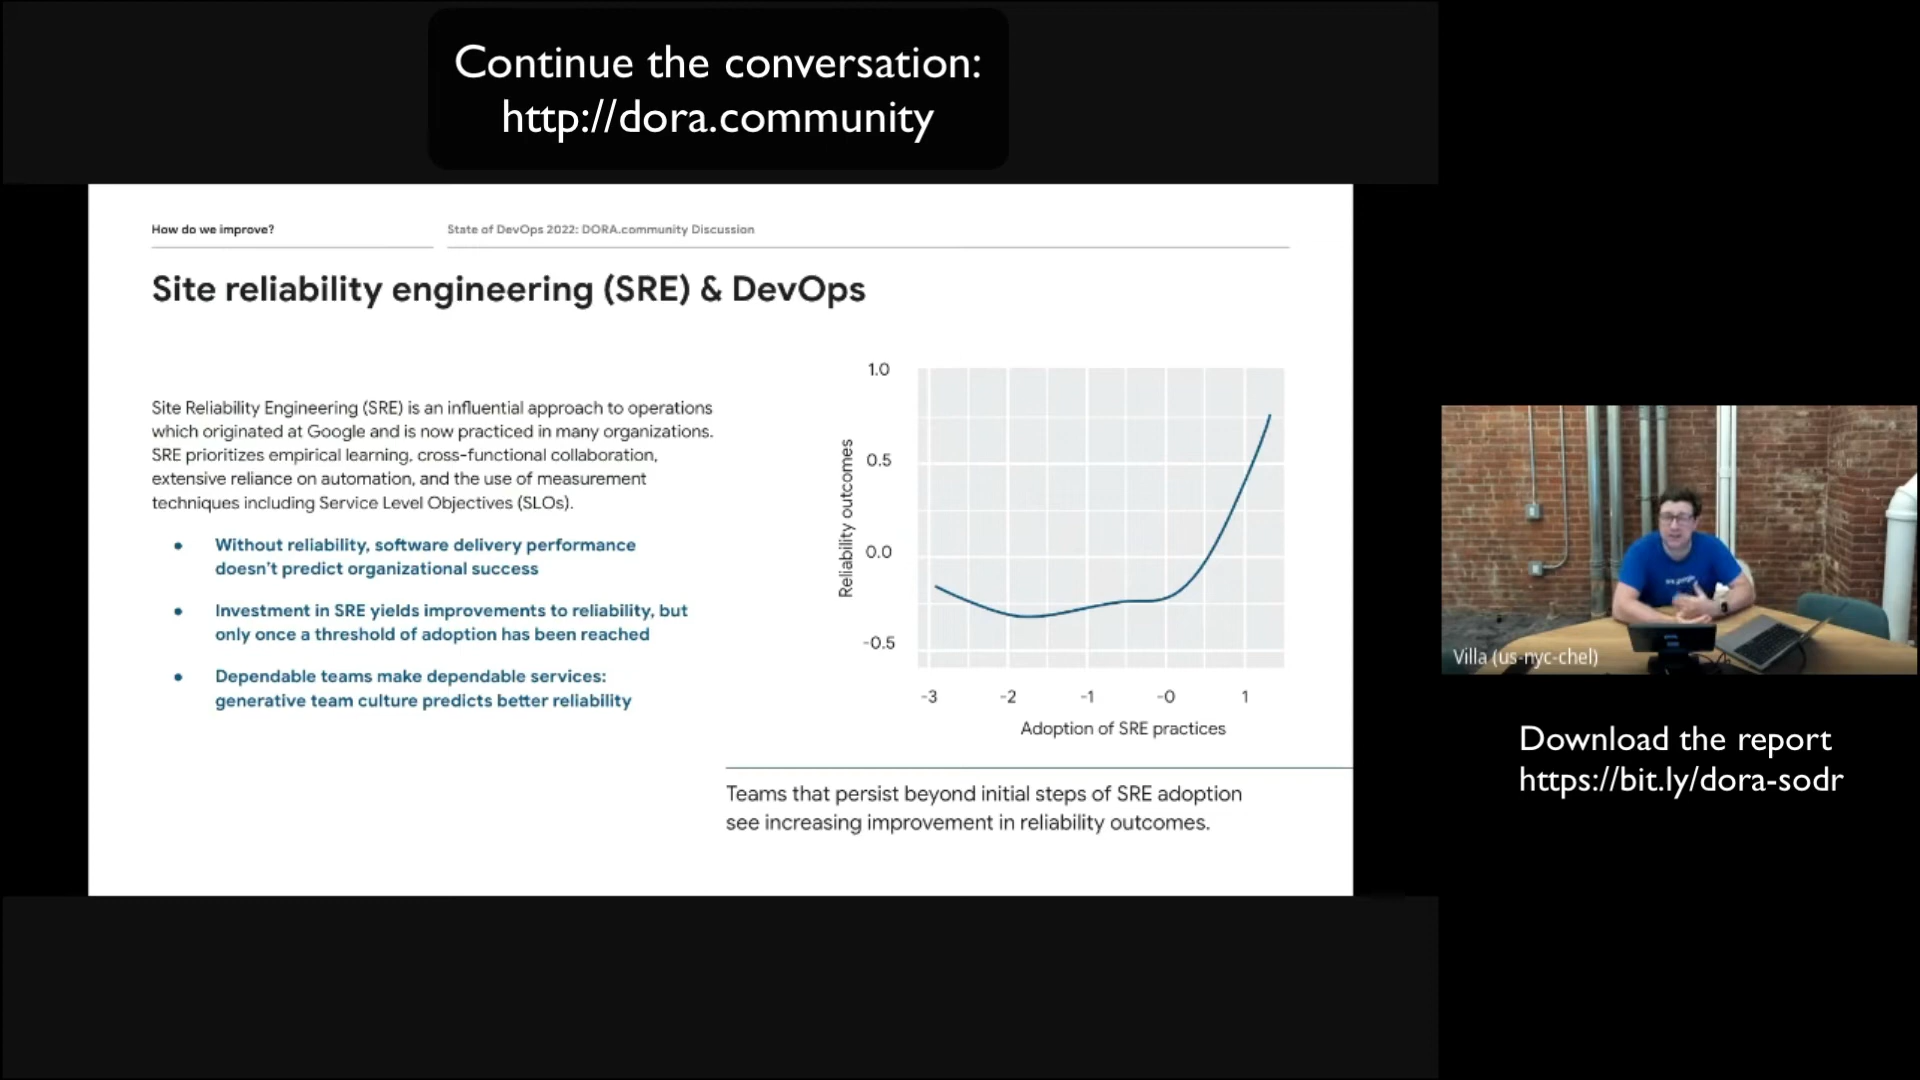 Continue the conversation:
http://dora.community
How do we improve?
State of DevOps 2022: DORA.community Discussion
Site reliability engineering (SRE) & DevOps
Site Reliability Engineering (SRE) is an influential approach to operations
which originated at Google and is now practiced in many organizations.
SRE prioritizes empirical learning, cross-functional collaboration,
extensive reliance on automation, and the use of measurement
techniques including Service Level Objectives (SLOs).
• Without reliability, software delivery performance
doesn't predict organizational success
• Investment in SRE yields improvements to reliability, but
only once a threshold of adoption has been reached
• Dependable teams make dependable services:
generative team culture predicts better reliability
Reliability outcomes
1.0
0.5
0.0
-0.5
-3 -2 -1 -0 1
Adoption of SRE practices
Teams that persist beyond initial steps of SRE adoption
see increasing improvement in reliability outcomes.
Villa (us-nyc-chel)
Download the report
https://bit.ly/dora-sodr